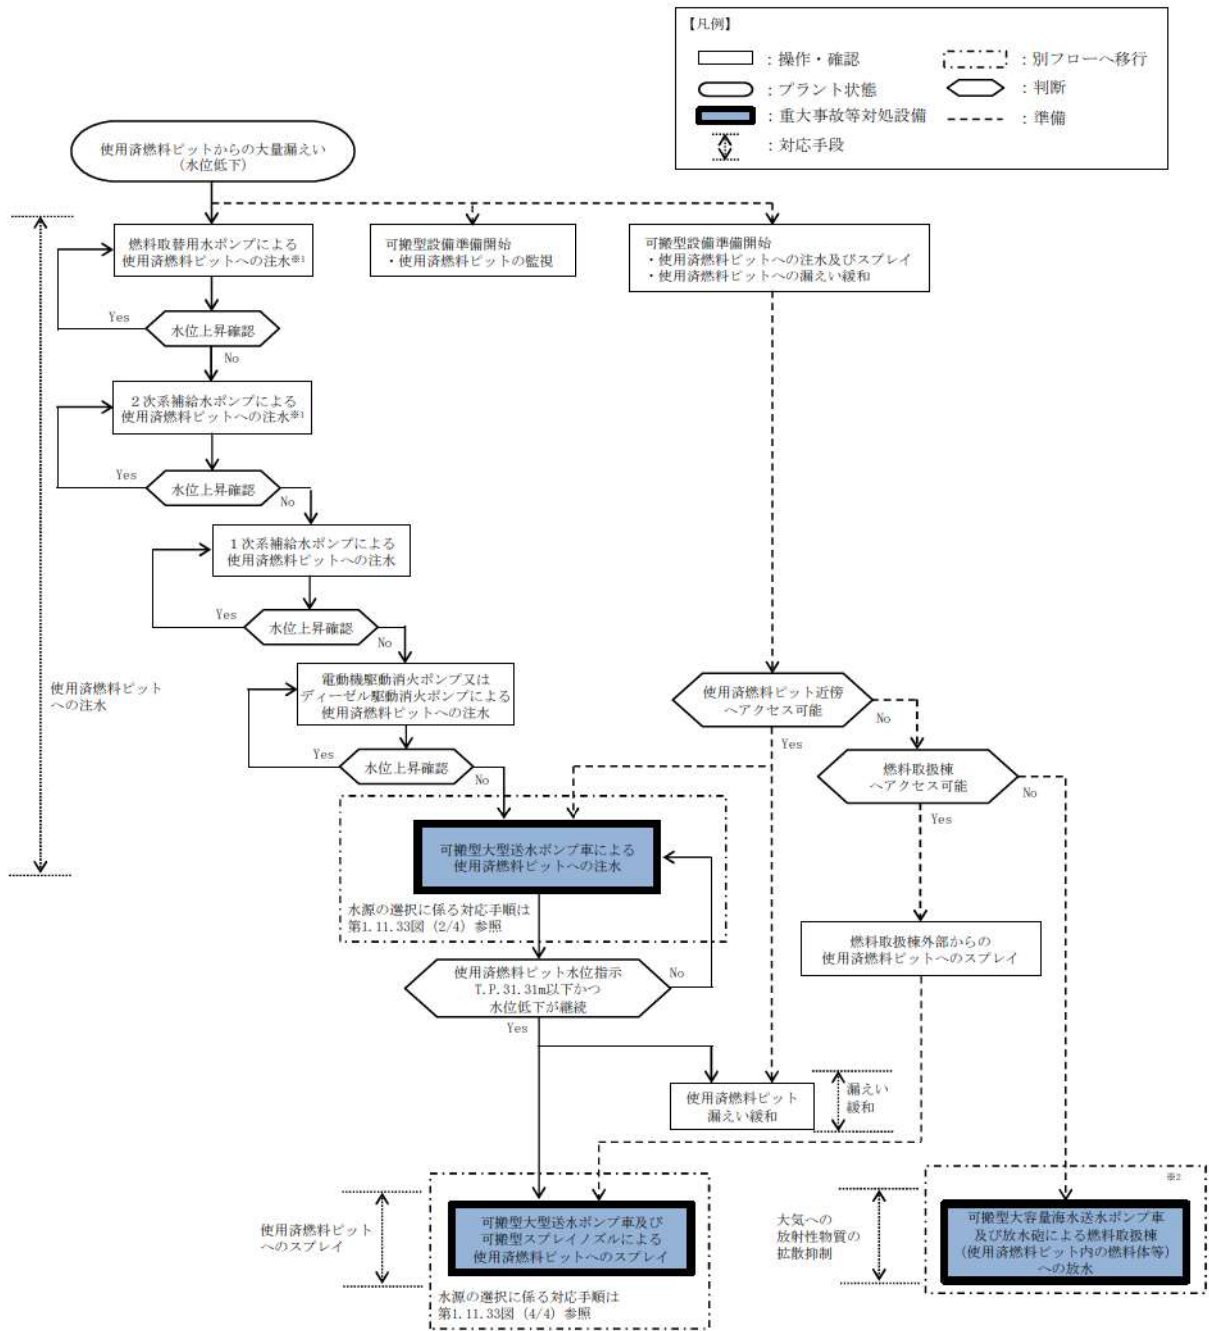 【凡例】
：操作・確認
：別フローへ移行
：プラント状態
：判断
：重大事故等対処設備
：準備
：対応手段
使用済燃料ピットからの大量漏えい
（水位低下）
燃料取替用水ポンプによる
使用済燃料ピットへの注水※1
可搬型設備準備開始
・使用済燃料ピットの監視
可搬型設備準備開始
・使用済燃料ピットへの注水及びスプレイ
・使用済燃料ピットへの漏えい緩和
Yes
水位上昇確認
No
2次系補給水ポンプによる
使用済燃料ピットへの注水※1
Yes
水位上昇確認
No
1次系補給水ポンプによる
使用済燃料ピットへの注水
Yes
水位上昇確認
No
使用済燃料ピット
への注水
電動機駆動消火ポンプ又は
ディーゼル駆動消火ポンプによる
使用済燃料ピットへの注水
使用済燃料ピット近傍
へアクセス可能
No
Yes
Yes
水位上昇確認
No
燃料取扱棟
へアクセス可能
No
Yes
可搬型大型送水ポンプ車による
使用済燃料ピットへの注水
水源の選択に係る対応手順は
第1.11.33図（2/4）参照
燃料取扱棟外部からの
使用済燃料ピットへのスプレイ
使用済燃料ピット水位指示
T.P.31.31m以下かつ
水位低下が継続
No
Yes
使用済燃料ピット
漏えい緩和
漏えい
緩和
※2
使用済燃料ピット
へのスプレイ
可搬型大型送水ポンプ車及び
可搬型スプレイノズルによる
使用済燃料ピットへのスプレイ
水源の選択に係る対応手順は
第1.11.33図（4/4）参照
大気への
放射性物質の
拡散抑制
可搬型大容量海水送水ポンプ車
及び放水砲による燃料取扱棟
(使用済燃料ピット内の燃料体等)
への放水